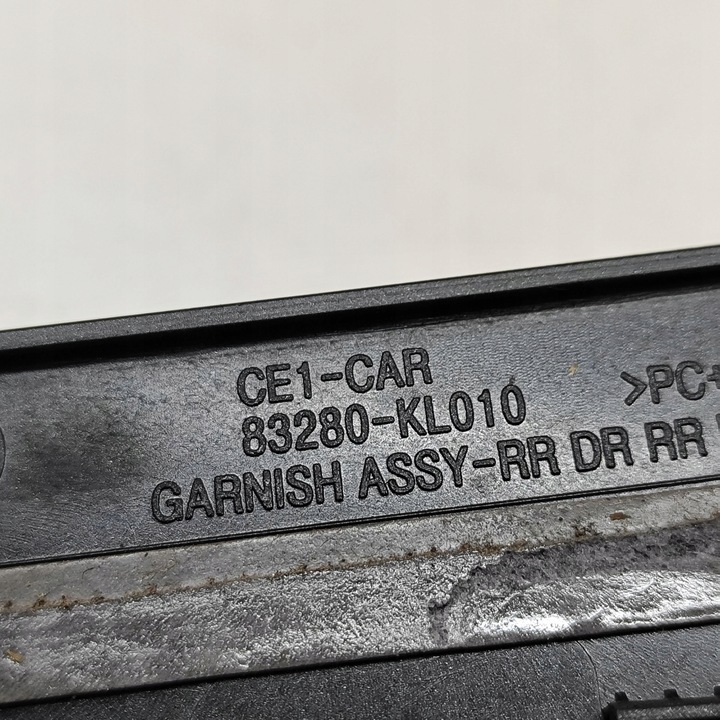 CE1-CAR
83280-KL010 >PC+
GARNISH ASSY-RR DR RR